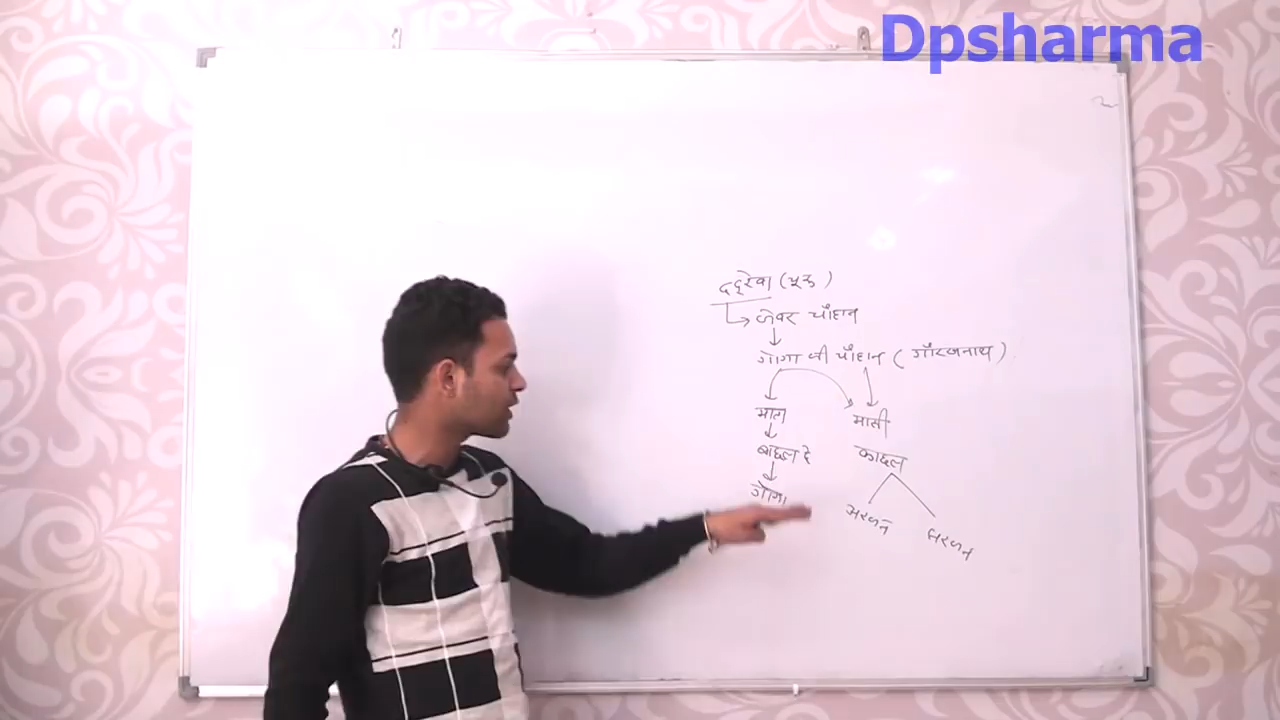 Dpsharma
ददरेवा (चूरू)
जेवर चौहान
गोगा जी चौहान (गौरखनाथ)
माता मासी
बाछल दे काछल
गोगा
अरजन सरजन